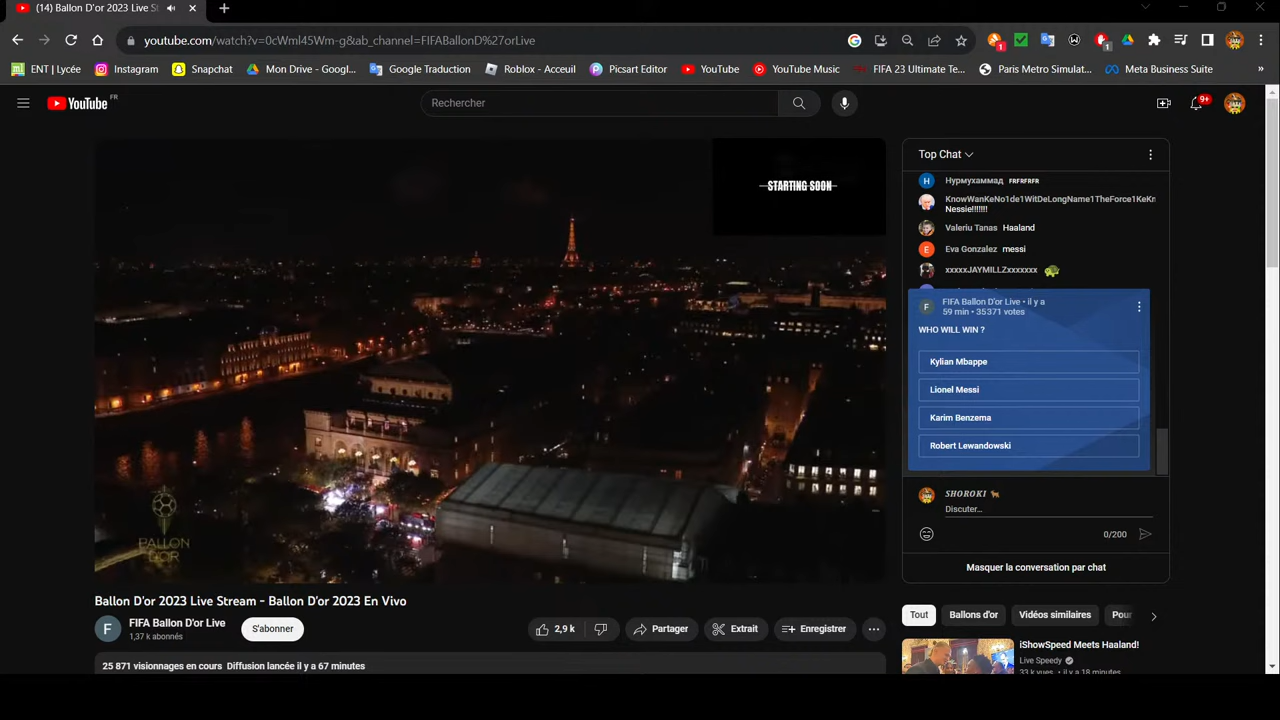 (14) Ballon D'or 2023 Live St
youtube.com/watch?v=0cWml45Wm-g&ab_channel=FIFABallonD%27orLive
1
1
ENT | Lycée
Instagram
Snapchat
Mon Drive - Googl...
Google Traduction
Roblox - Acceuil
Picsart Editor
YouTube
YouTube Music
FIFA 23 Ultimate Te...
Paris Metro Simulat...
Meta Business Suite
»
YouTube FR
Rechercher
9+
STARTING SOON
Top Chat
Нурмухаммад FRFRFRFR
KnowWanKeNo1de1WitDeLongName1TheForce1KeKn
Nessie!!!!!!!
Valeriu Tanas Haaland
Eva Gonzalez messi
xxxxxJAYMILLZxxxxxxx
FIFA Ballon D'or Live • il y a
59 min • 35 371 votes
WHO WILL WIN ?
Kylian Mbappe
Lionel Messi
Karim Benzema
Robert Lewandowski
SHOROKI
Discuter...
0/200
Masquer la conversation par chat
BALLON
D'OR
Ballon D'or 2023 Live Stream - Ballon D'or 2023 En Vivo
FIFA Ballon D'or Live
1,37 k abonnés
S'abonner
2,9 k
Partager
Extrait
Enregistrer
25 871 visionnages en cours Diffusion lancée il y a 67 minutes
Tout
Ballons d'or
Vidéos similaires
Pour
iShowSpeed Meets Haaland!
Live Speedy
33 k vues • il y a 18 minutes